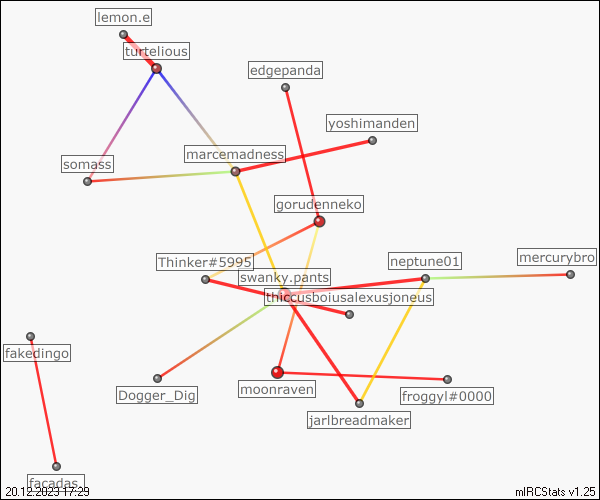 lemon.e
turtelious
edgepanda
yoshimanden
marcemadness
somass
gorudenneko
Thinker#5995
neptune01
mercurybro
swanky.pants
thiccusboiusalexusjoneus
fakedingo
moonraven
Dogger_Dig
froggyl#0000
jarlbreadmaker
facadas_
20.12.2023 17:29
mIRCStats v1.25